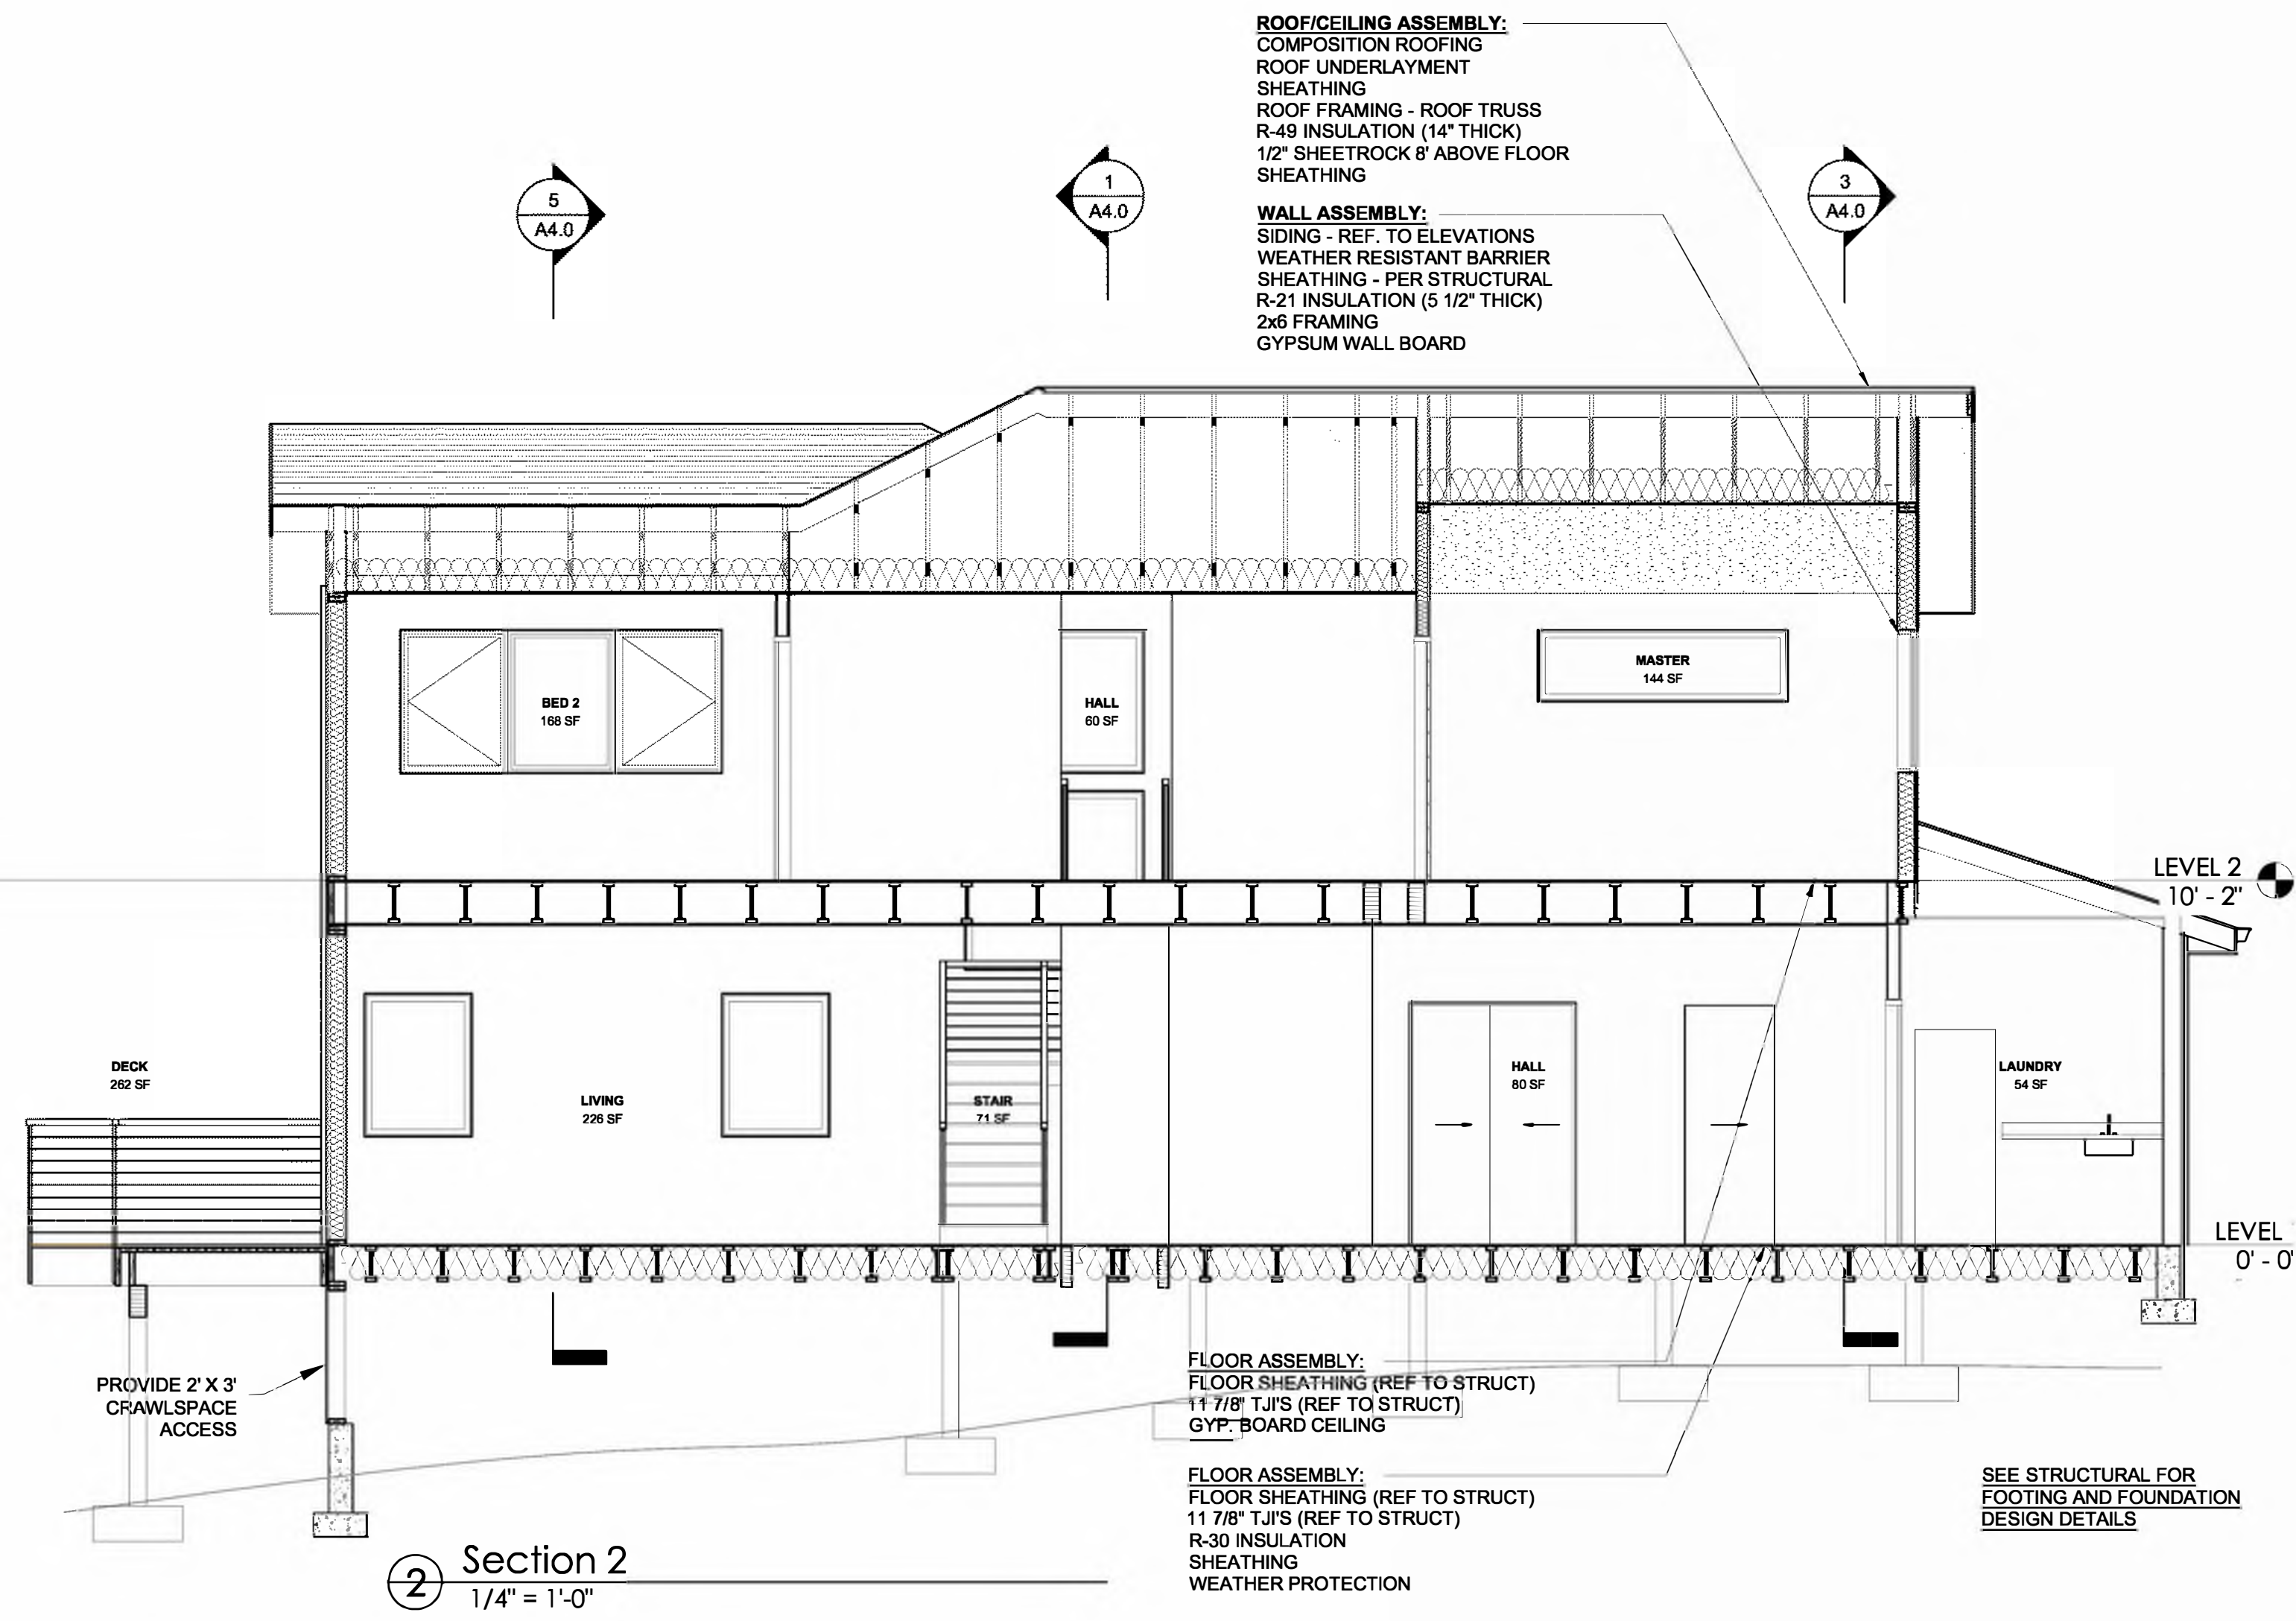 ROOF/CEILING ASSEMBLY:
COMPOSITION ROOFING
ROOF UNDERLAYMENT
SHEATHING
ROOF FRAMING - ROOF TRUSS
R-49 INSULATION (14" THICK)
1/2" SHEETROCK 8' ABOVE FLOOR
SHEATHING
5
A4.0
1
A4.0
3
A4.0
WALL ASSEMBLY:
SIDING - REF. TO ELEVATIONS
WEATHER RESISTANT BARRIER
SHEATHING - PER STRUCTURAL
R-21 INSULATION (5 1/2" THICK)
2x6 FRAMING
GYPSUM WALL BOARD
BED 2
168 SF
HALL
60 SF
MASTER
144 SF
LEVEL 2
10' - 2"
DECK
262 SF
LIVING
226 SF
STAIR
71 SF
HALL
80 SF
LAUNDRY
54 SF
LEVEL
0' - 0'
PROVIDE 2' X 3'
CRAWLSPACE
ACCESS
FLOOR ASSEMBLY:
FLOOR SHEATHING (REF TO STRUCT)
11 7/8" TJI'S (REF TO STRUCT)
GYP. BOARD CEILING
FLOOR ASSEMBLY:
FLOOR SHEATHING (REF TO STRUCT)
11 7/8" TJI'S (REF TO STRUCT)
R-30 INSULATION
SHEATHING
WEATHER PROTECTION
SEE STRUCTURAL FOR
FOOTING AND FOUNDATION
DESIGN DETAILS
2
Section 2
1/4" = 1'-0"